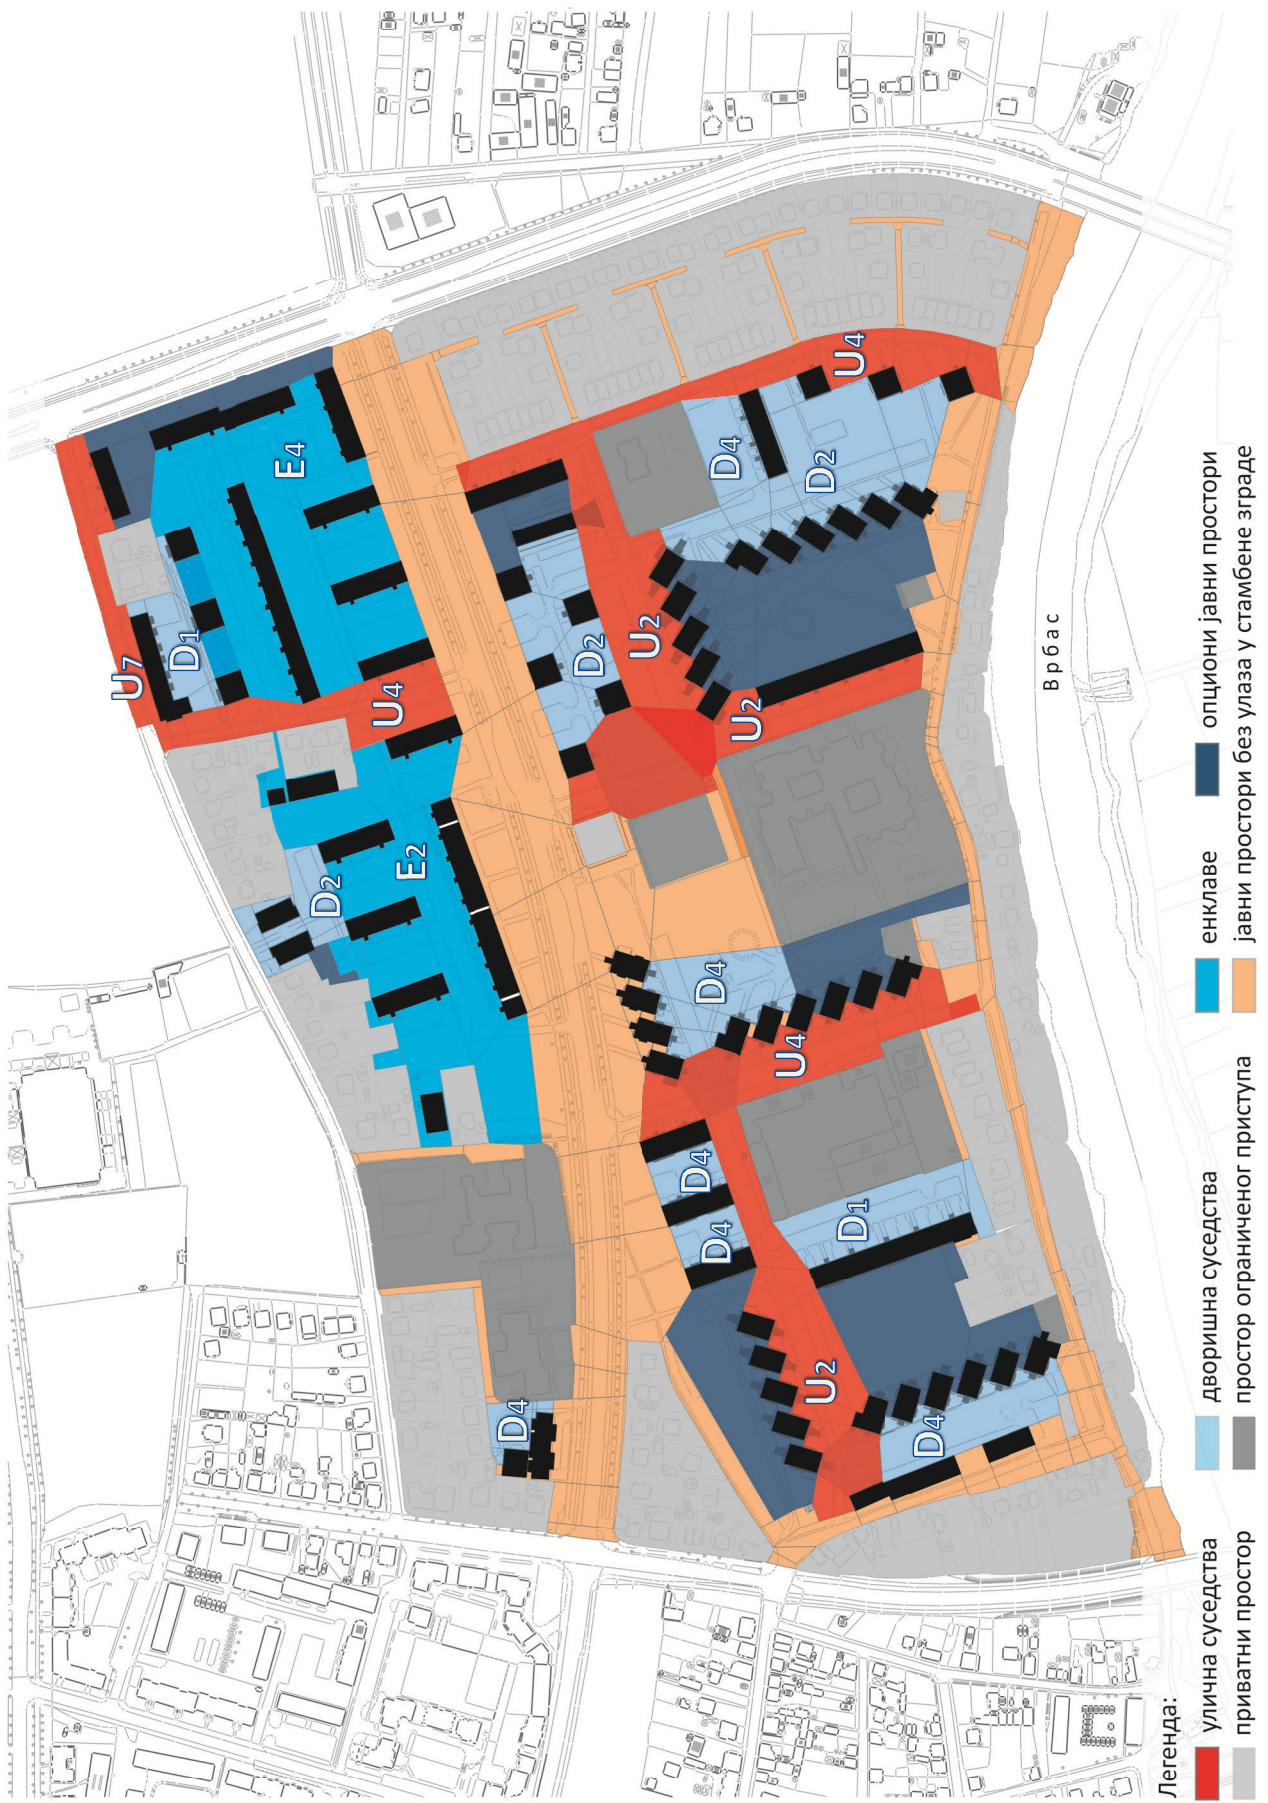 U7
D1
E4
D2
U4
E2
D4
D2
U2
D4
D4
D4
D4
U2
U4
U2
D2
U4
D1
D4
Врбас
Легенда:
улична суседства дворишна суседства енклаве опциони јавни простори
приватни простор простор ограниченог приступа јавни простори без улаза у стамбене зграде